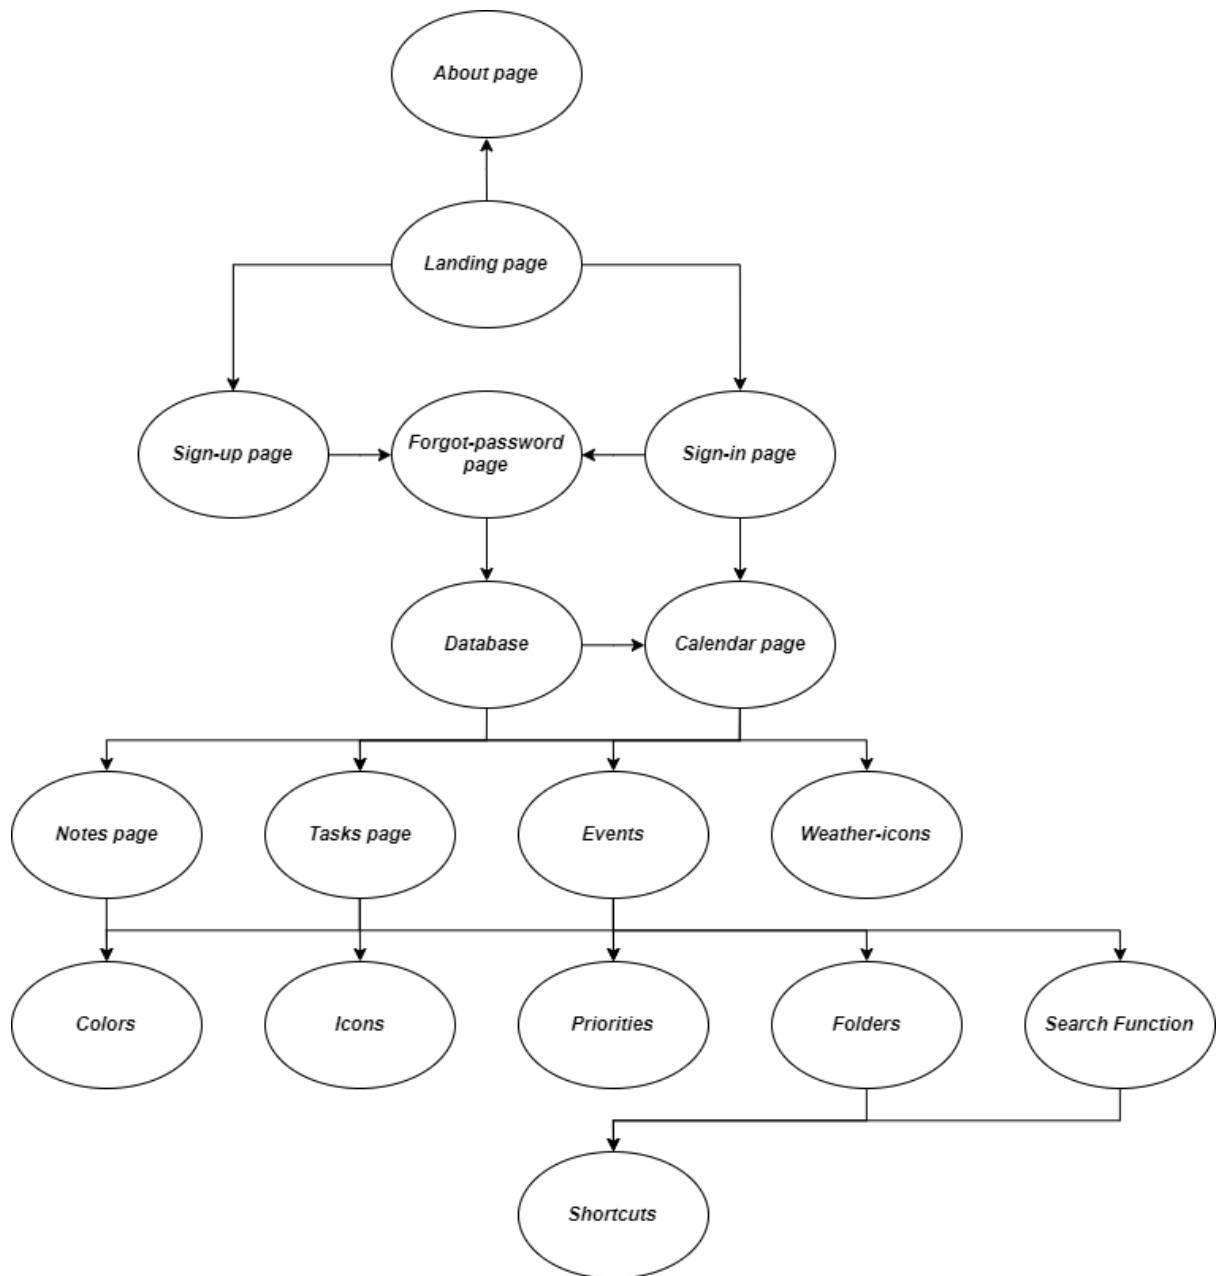 About page
Landing page
Sign-up page
Forgot-password
page
Sign-in page
Database
Calendar page
Notes page
Tasks page
Events
Weather-icons
Colors
Icons
Priorities
Folders
Search Function
Shortcuts